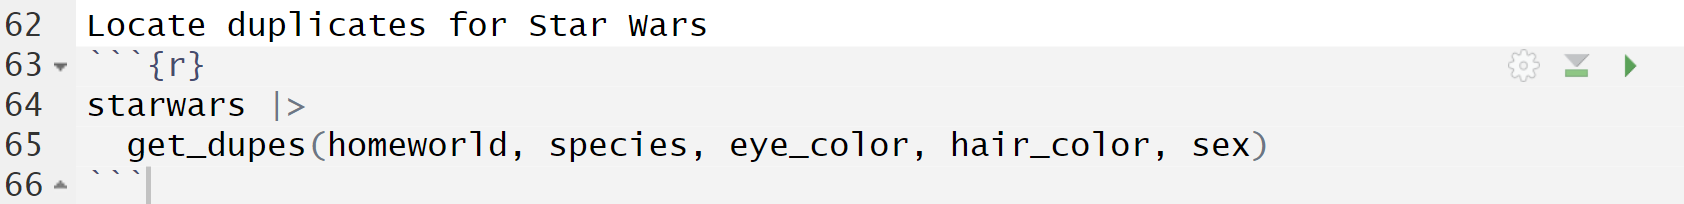 62 Locate duplicates for Star Wars
63 ```{r}
64 starwars |>
65   get_dupes(homeworld, species, eye_color, hair_color, sex)
66 ```